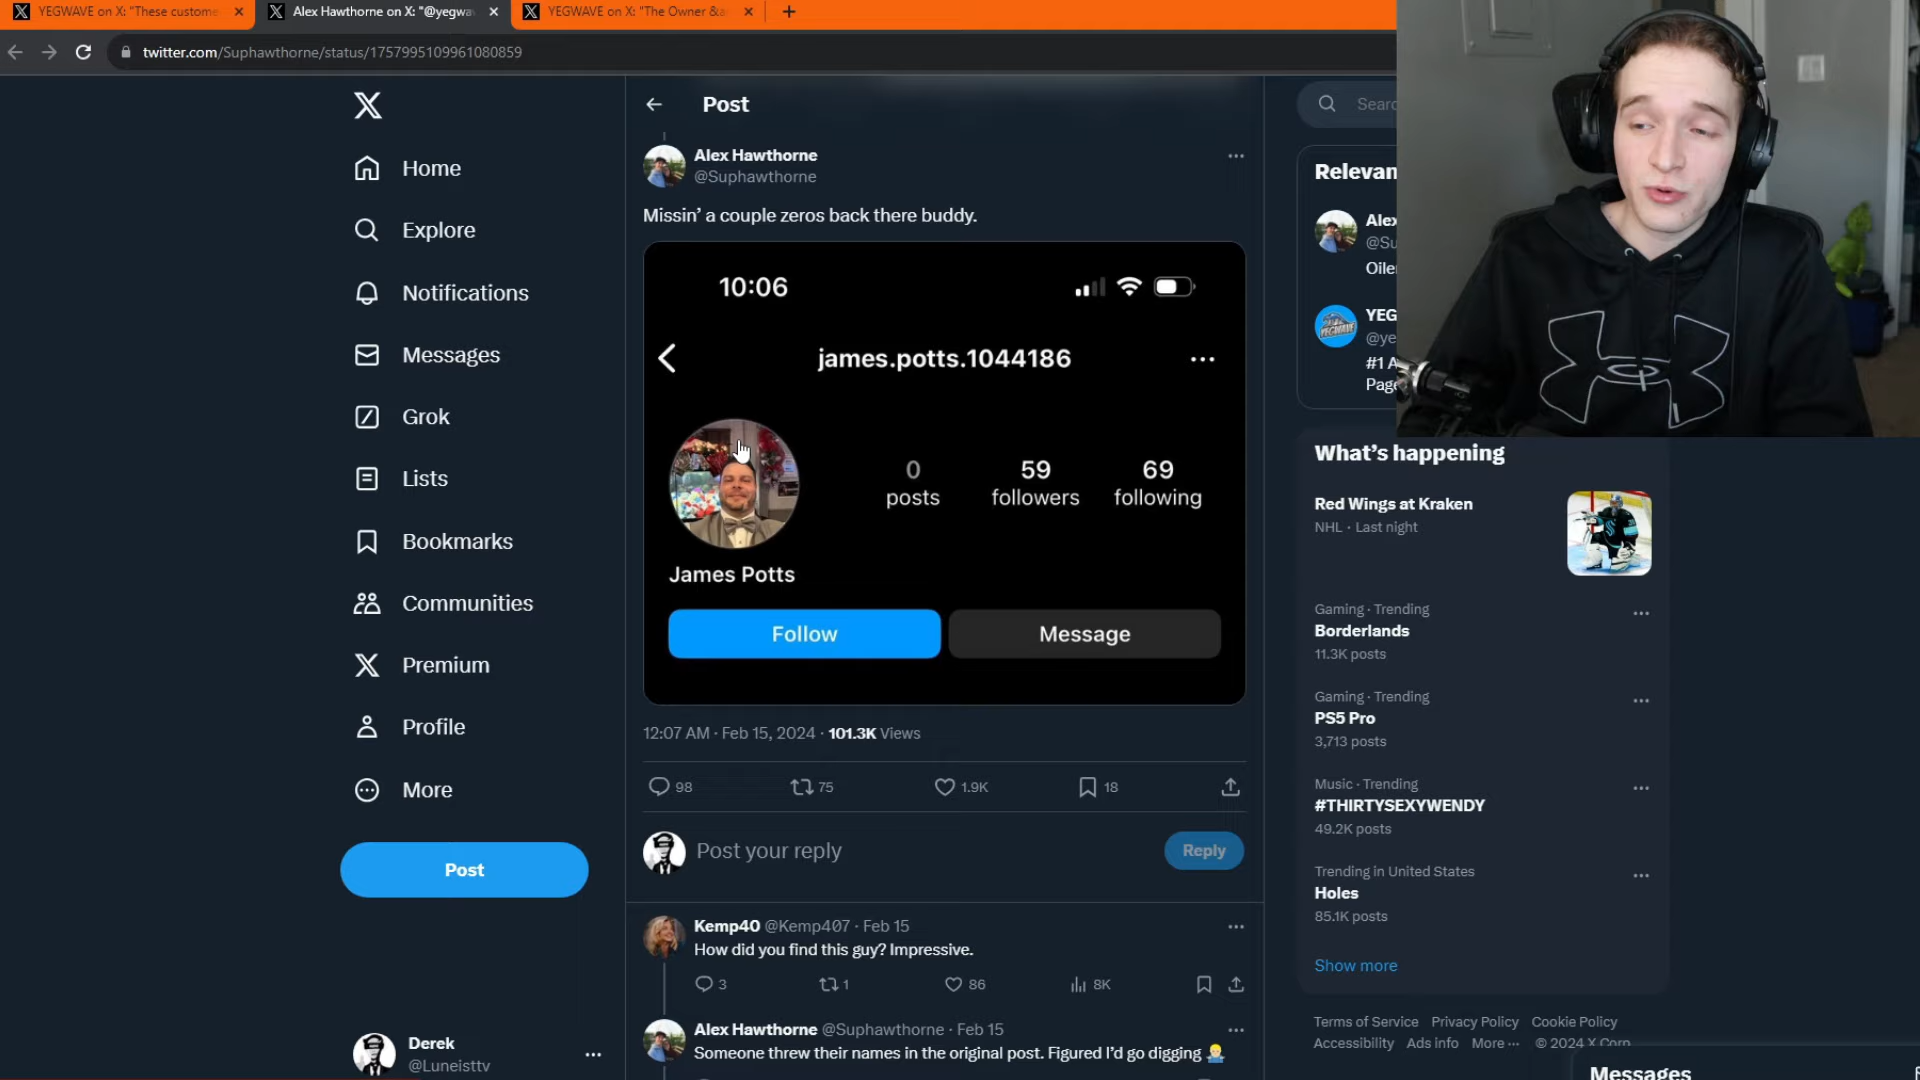 YEGWAVE on X: "These custome
Alex Hawthorne on X: "@yegwa
YEGWAVE on X: "The Owner &a
twitter.com/Suphawthorne/status/1757995109961080859
Home
Explore
Notifications
Messages
Grok
Lists
Bookmarks
Communities
Premium
Profile
More
Post
Derek
@Luneisttv
Post
Alex Hawthorne
@Suphawthorne
Missin' a couple zeros back there buddy.
10:06
james.potts.1044186
0 posts
59 followers
69 following
James Potts
Follow
Message
12:07 AM · Feb 15, 2024 · 101.3K Views
98
75
1.9K
18
Post your reply
Reply
Kemp40 @Kemp407 · Feb 15
How did you find this guy? Impressive.
3
1
86
8K
Alex Hawthorne @Suphawthorne · Feb 15
Someone threw their names in the original post. Figured I'd go digging
Sear
Relevan
Alex
@Su
Oile
YEG
@ye
#1 A
Page
What's happening
Red Wings at Kraken
NHL · Last night
Gaming · Trending
Borderlands
11.3K posts
Gaming · Trending
PS5 Pro
3,713 posts
Music · Trending
#THIRTYSEXYWENDY
49.2K posts
Trending in United States
Holes
85.1K posts
Show more
Terms of Service Privacy Policy Cookie Policy
Accessibility Ads info More ··· © 2024 X Corp.
Messages